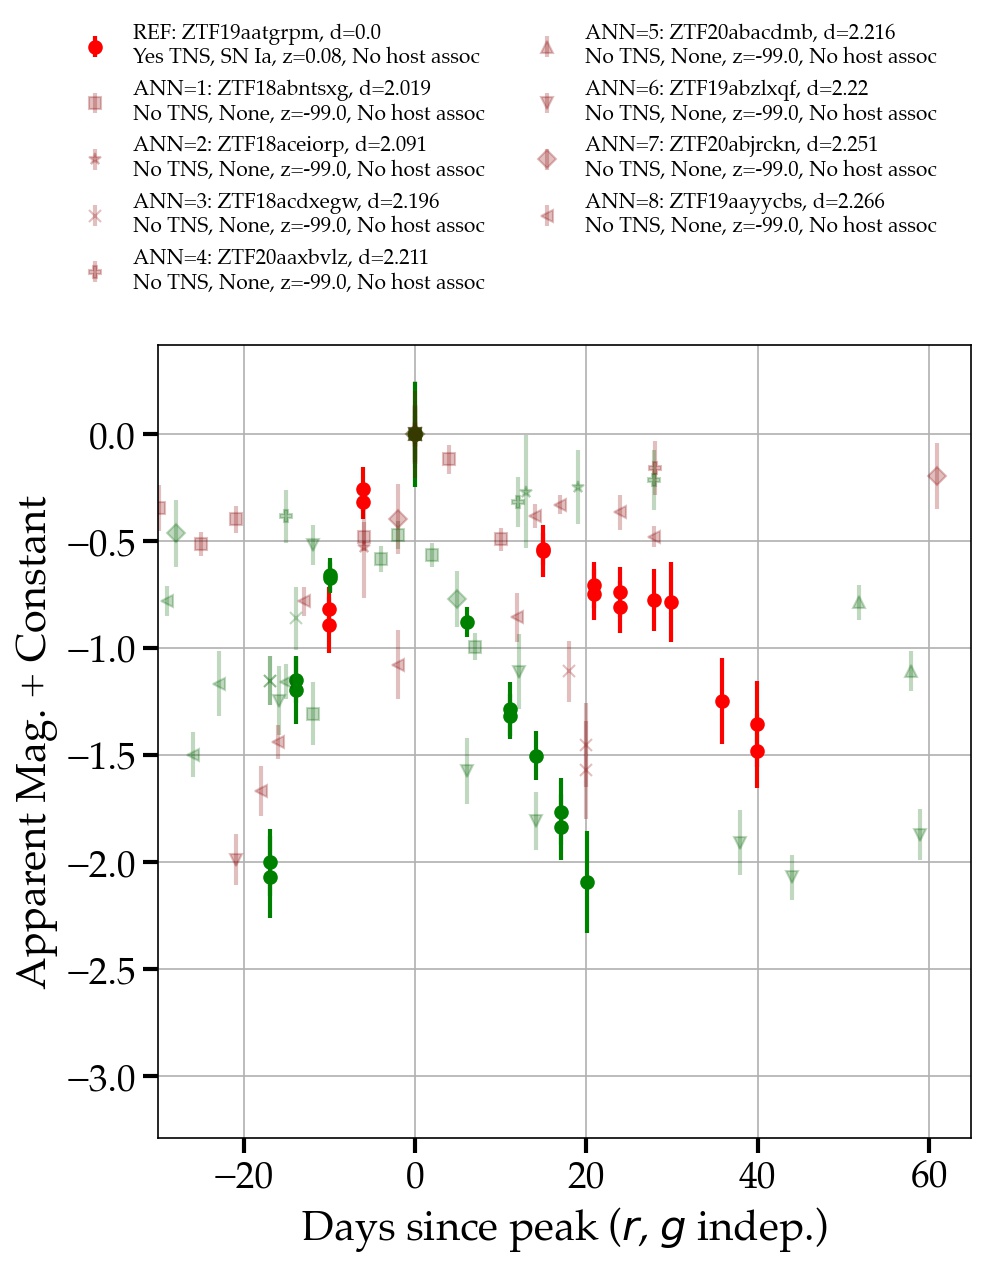 REF: ZTF19aatgrpm, d=0.0
Yes TNS, SN Ia, z=0.08, No host assoc
ANN=1: ZTF18abntsxg, d=2.019
No TNS, None, z=-99.0, No host assoc
ANN=2: ZTF18aceiorp, d=2.091
No TNS, None, z=-99.0, No host assoc
ANN=3: ZTF18acdxegw, d=2.196
No TNS, None, z=-99.0, No host assoc
ANN=4: ZTF20aaxbvlz, d=2.211
No TNS, None, z=-99.0, No host assoc
ANN=5: ZTF20abacdmb, d=2.216
No TNS, None, z=-99.0, No host assoc
ANN=6: ZTF19abzlxqf, d=2.22
No TNS, None, z=-99.0, No host assoc
ANN=7: ZTF20abjrckn, d=2.251
No TNS, None, z=-99.0, No host assoc
ANN=8: ZTF19aayycbs, d=2.266
No TNS, None, z=-99.0, No host assoc
Apparent Mag. + Constant
0.0
−0.5
−1.0
−1.5
−2.0
−2.5
−3.0
−20
0
20
40
60
Days since peak (r, g indep.)